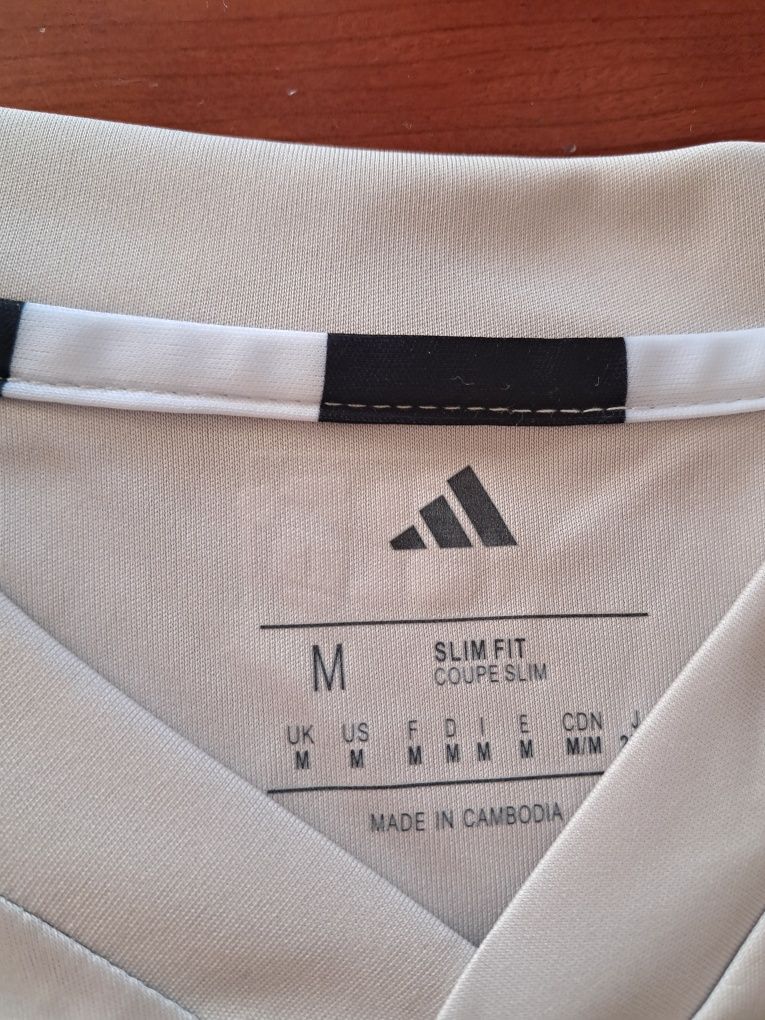 M
SLIM FIT
COUPE SLIM
UK US F D I E CDN J
M M M M M M M/M
MADE IN CAMBODIA